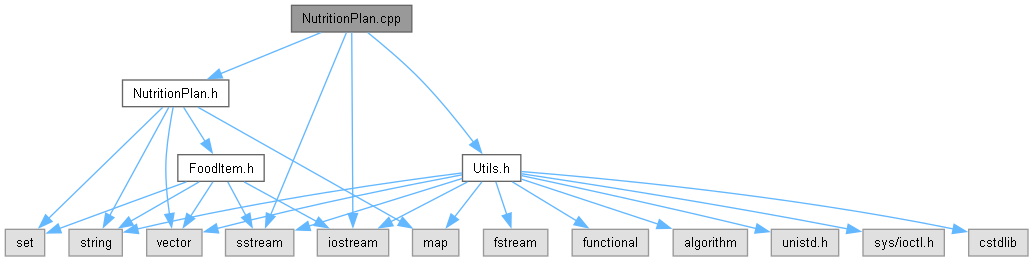 NutritionPlan.cpp
NutritionPlan.h
FoodItem.h
Utils.h
set
string
vector
sstream
iostream
map
fstream
functional
algorithm
unistd.h
sys/ioctl.h
cstdlib